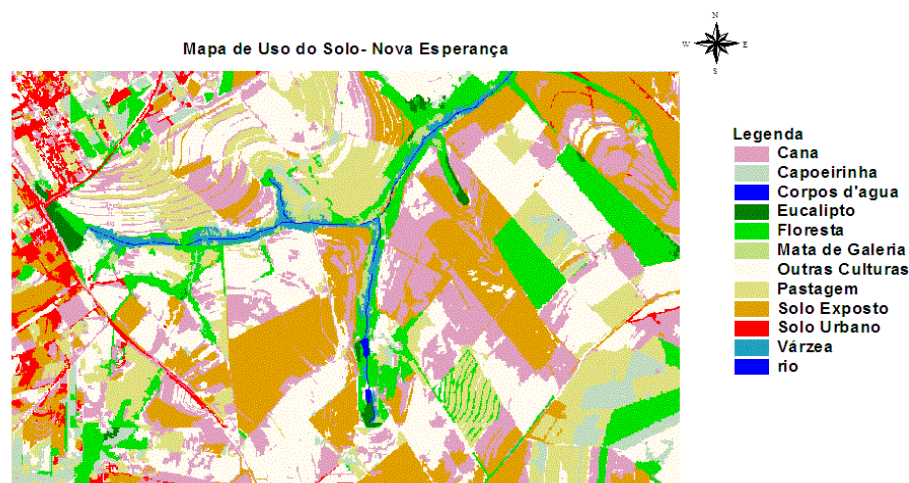 N
Mapa de Uso do Solo- Nova Esperança
W E
S
Legenda
Cana
Capoeirinha
Corpos d'agua
Eucalipto
Floresta
Mata de Galeria
Outras Culturas
Pastagem
Solo Exposto
Solo Urbano
Várzea
rio